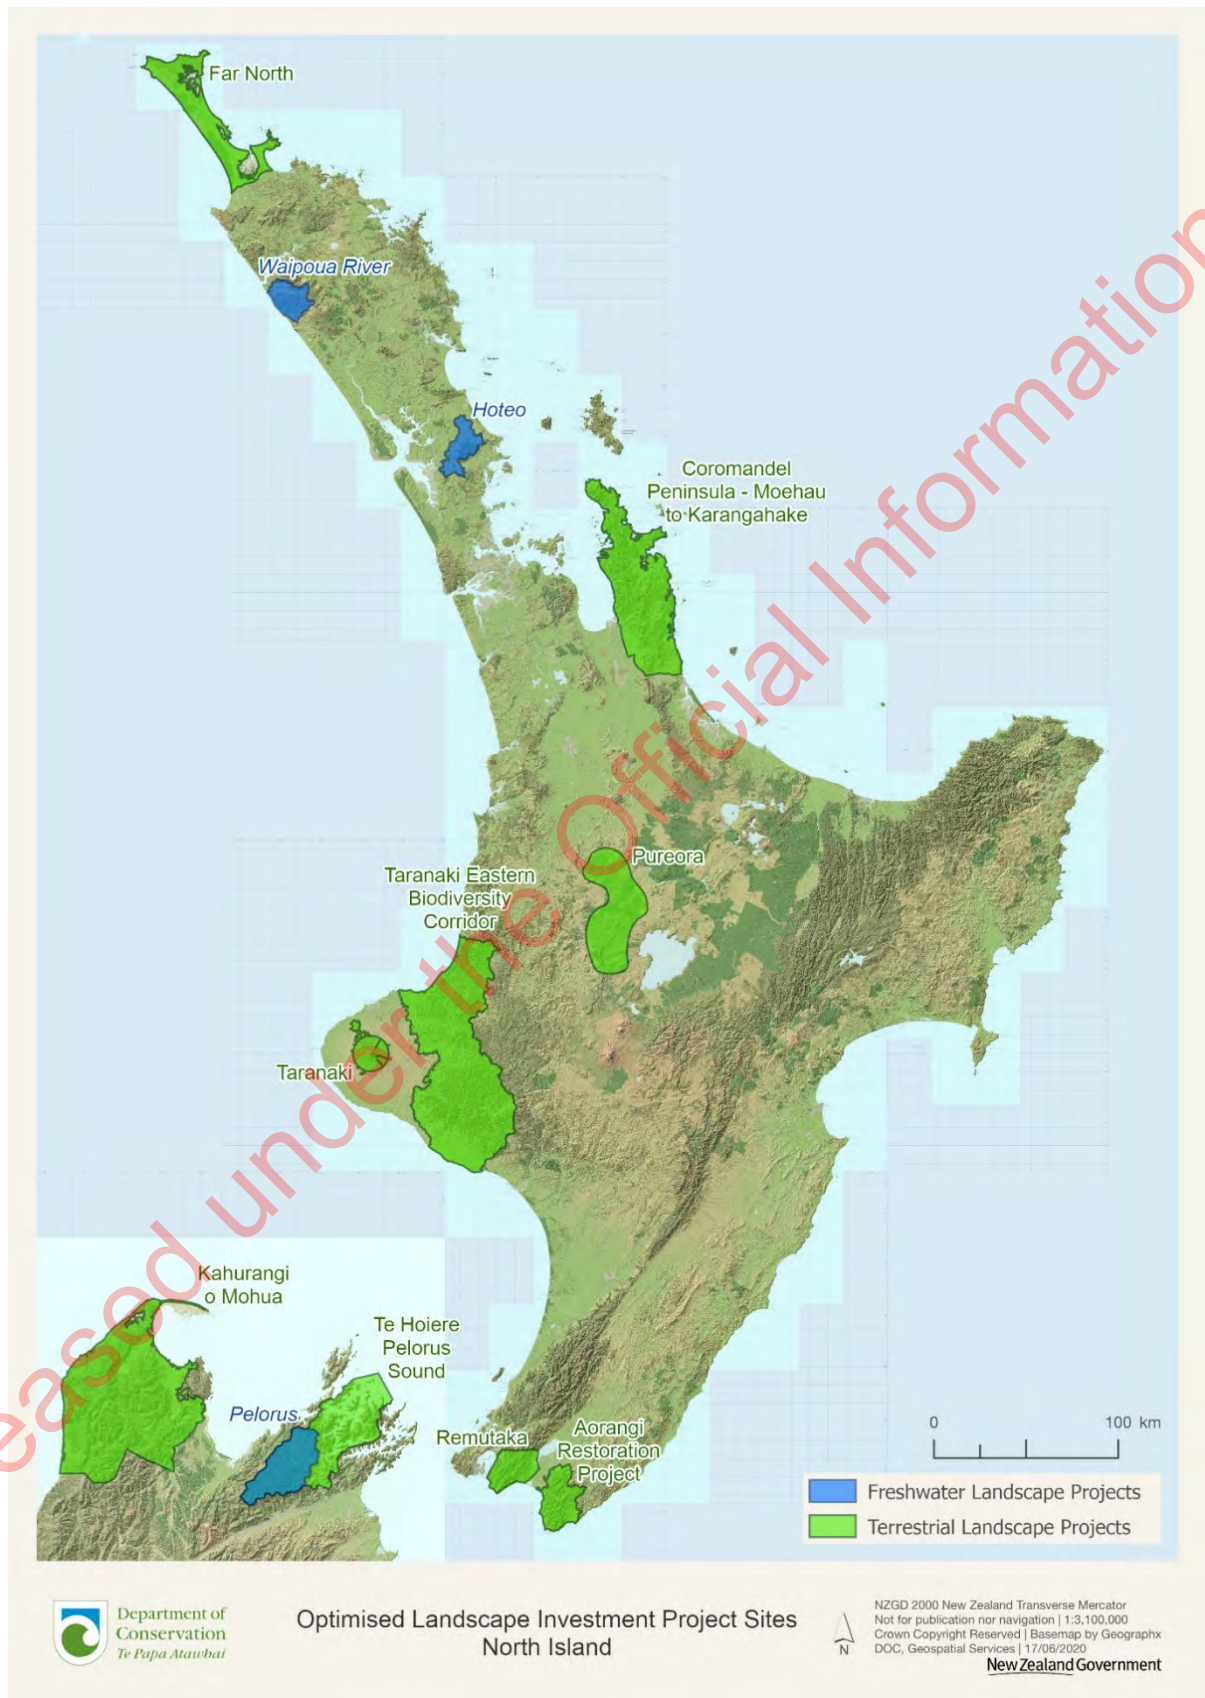 Far North
Waipoua River
Hoteo
Coromandel
Peninsula - Moehau
to Karangahake
Pureora
Taranaki Eastern
Biodiversity
Corridor
Taranaki
Kahurangi
o Mohua
Te Hoiere
Pelorus
Sound
Pelorus
Remutaka
Aorangi
Restoration
Project
0 100 km
Freshwater Landscape Projects
Terrestrial Landscape Projects
eased under the Official Information
Department of
Conservation
Te Papa Atawhai
Optimised Landscape Investment Project Sites
North Island
N
NZGD 2000 New Zealand Transverse Mercator
Not for publication nor navigation | 1:3,100,000
Crown Copyright Reserved | Basemap by Geographx
DOC, Geospatial Services | 17/06/2020
New Zealand Government